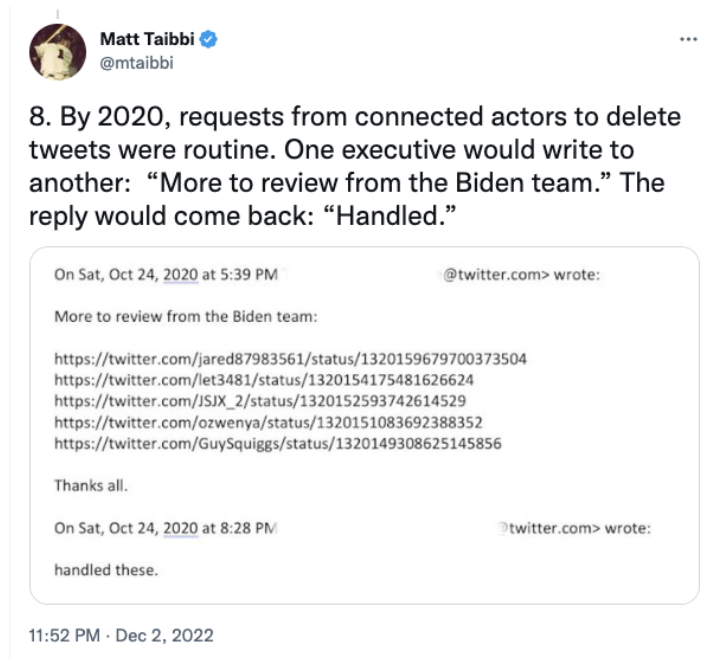 Matt Taibbi
@mtaibbi
8. By 2020, requests from connected actors to delete
tweets were routine. One executive would write to
another:  “More to review from the Biden team.” The
reply would come back: “Handled.”
On Sat, Oct 24, 2020 at 5:39 PM @twitter.com> wrote:
More to review from the Biden team:
https://twitter.com/jared87983561/status/1320159679700373504
https://twitter.com/let3481/status/1320154175481626624
https://twitter.com/JSJX_2/status/1320152593742614529
https://twitter.com/ozwenya/status/1320151083692388352
https://twitter.com/GuySquiggs/status/1320149308625145856
Thanks all.
On Sat, Oct 24, 2020 at 8:28 PM @twitter.com> wrote:
handled these.
11:52 PM · Dec 2, 2022